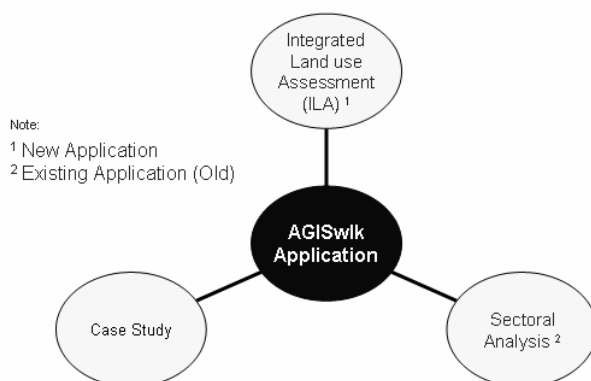 Integrated
Land use
Assessment
(ILA) ¹
Note:
¹ New Application
² Existing Application (Old)
AGISwlk
Application
Case Study
Sectoral
Analysis ²